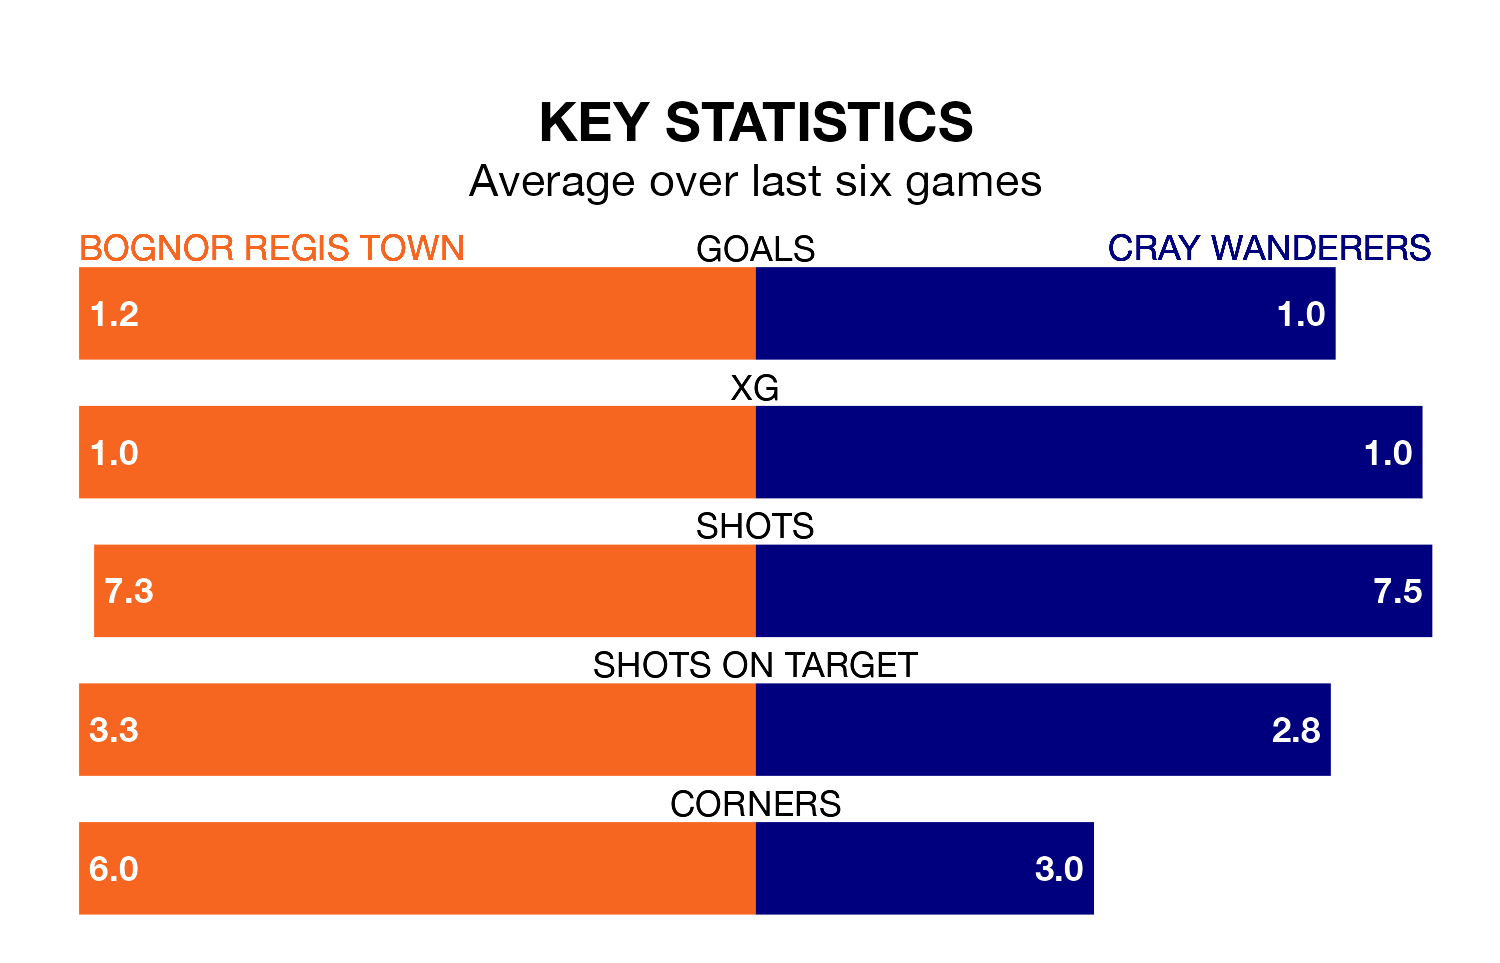 KEY STATISTICS
Average over last six games
BOGNOR REGIS TOWN GOALS CRAY WANDERERS
1.2 1.0
XG
1.0 1.0
SHOTS
7.3 7.5
SHOTS ON TARGET
3.3 2.8
CORNERS
6.0 3.0